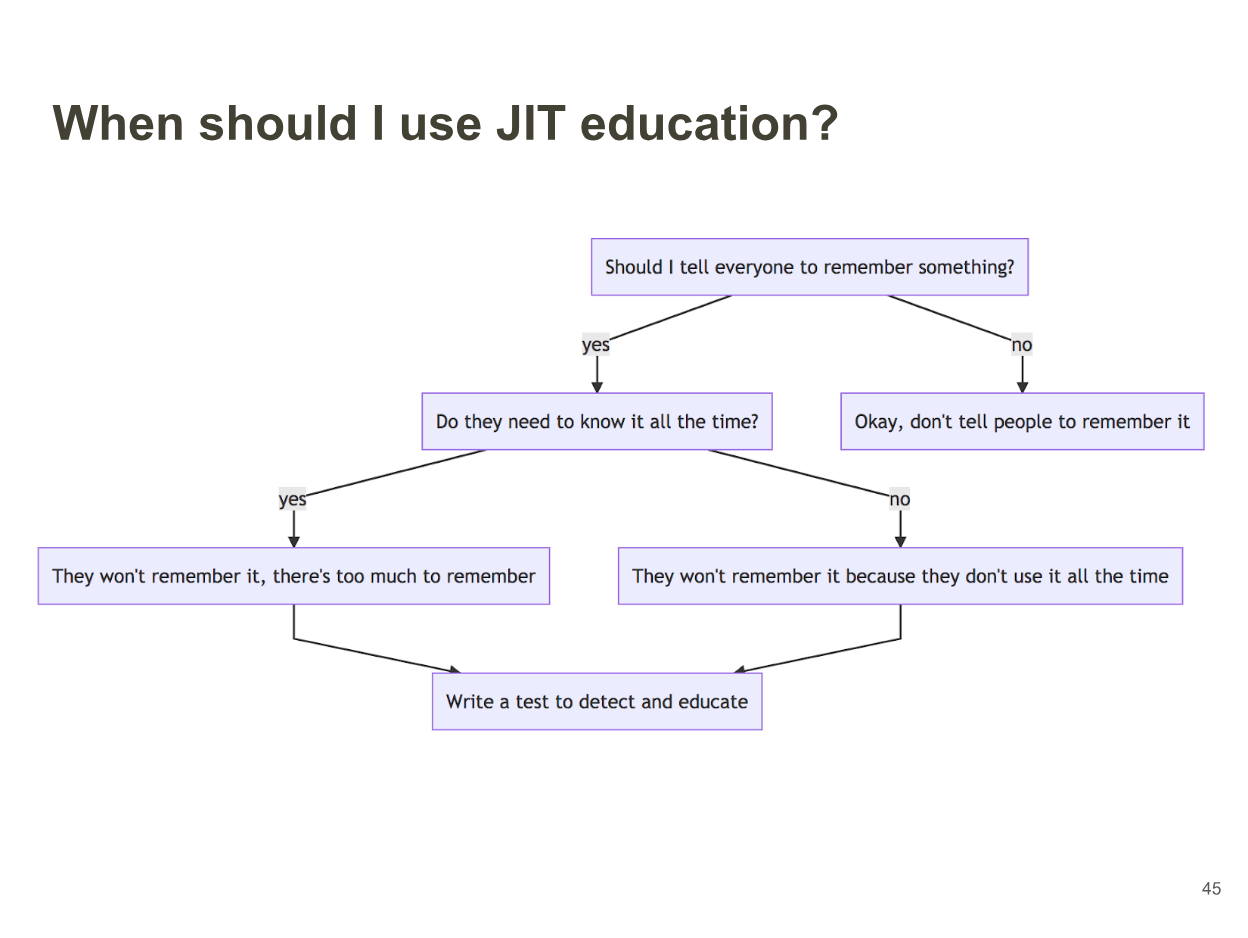 When should I use JIT education?
Should I tell everyone to remember something?
yes
no
Do they need to know it all the time?
Okay, don't tell people to remember it
yes
no
They won't remember it, there's too much to remember
They won't remember it because they don't use it all the time
Write a test to detect and educate
45